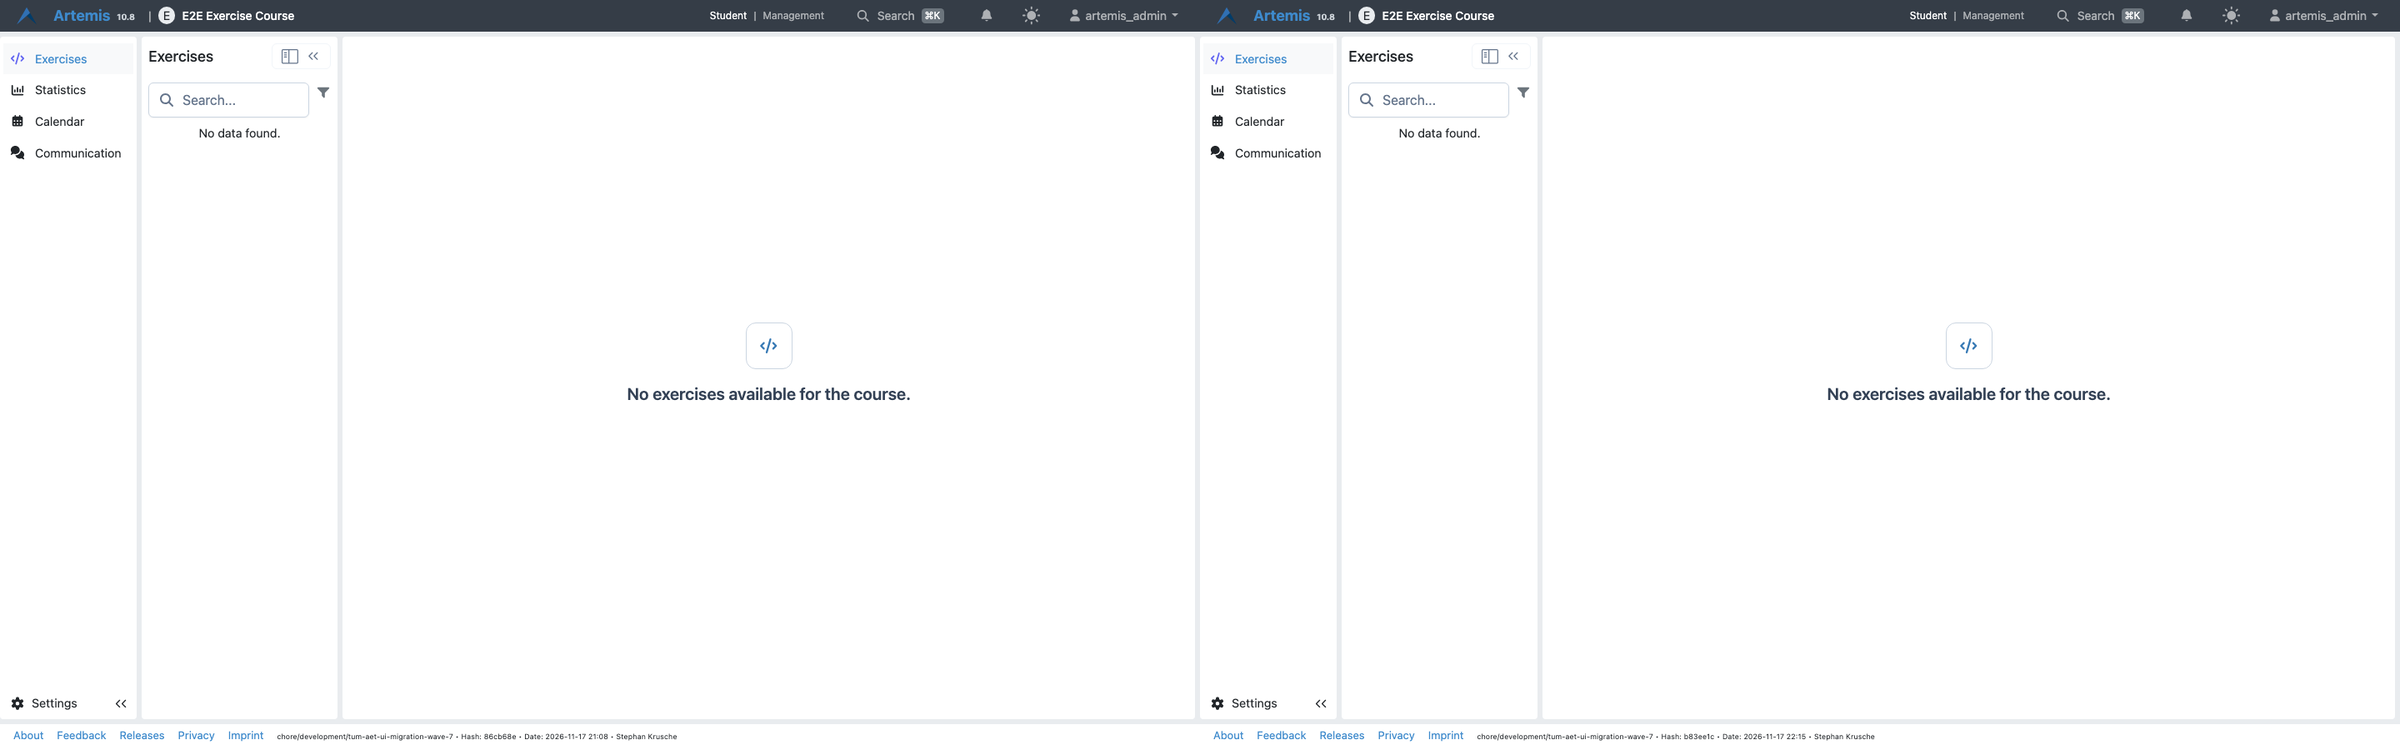 Artemis 10.8 | E E2E Exercise Course Student | Management Search ⌘K artemis_admin
Exercises
Statistics
Calendar
Communication
Settings
Exercises
Search...
No data found.
No exercises available for the course.
About Feedback Releases Privacy Imprint chore/development/tum-aet-ui-migration-wave-7 • Hash: 86cb68e • Date: 2026-11-17 21:08 • Stephan Krusche
Artemis 10.8 | E E2E Exercise Course Student | Management Search ⌘K artemis_admin
Exercises
Statistics
Calendar
Communication
Settings
Exercises
Search...
No data found.
No exercises available for the course.
About Feedback Releases Privacy Imprint chore/development/tum-aet-ui-migration-wave-7 • Hash: b83ee1c • Date: 2026-11-17 22:15 • Stephan Krusche